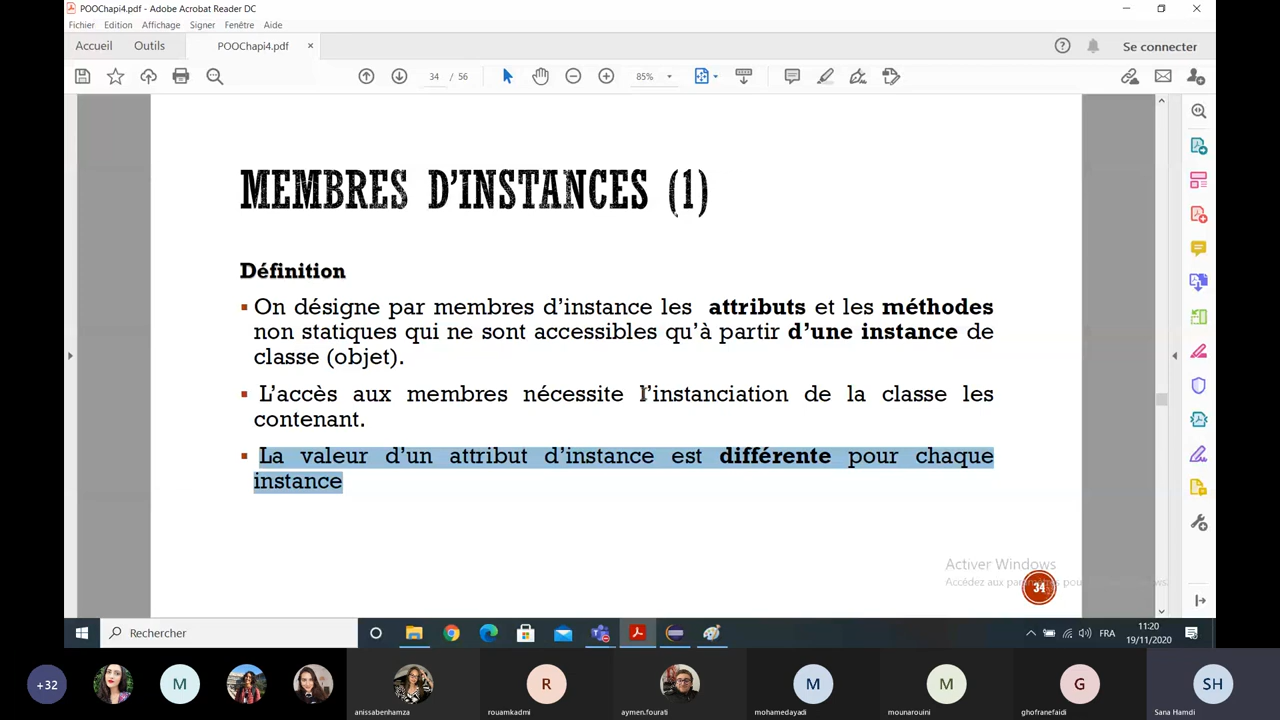 POOChapi4.pdf - Adobe Acrobat Reader DC
Fichier Edition Affichage Signer Fenêtre Aide
Accueil Outils POOChapi4.pdf × Se connecter
34 / 56 85%
MEMBRES D'INSTANCES (1)
Définition
▪ On désigne par membres d'instance les attributs et les méthodes
non statiques qui ne sont accessibles qu'à partir d'une instance de
classe (objet).
▪ L'accès aux membres nécessite l'instanciation de la classe les
contenant.
▪ La valeur d'un attribut d'instance est différente pour chaque
instance
Activer Windows
Accédez aux paramètres pour
34
Rechercher
FRA
11:20
19/11/2020
+32 M R M M G SH
anissabenhamza rouamkadmi aymen.fourati mohamedayadi mounarouini ghofranefaidi Sana Hamdi